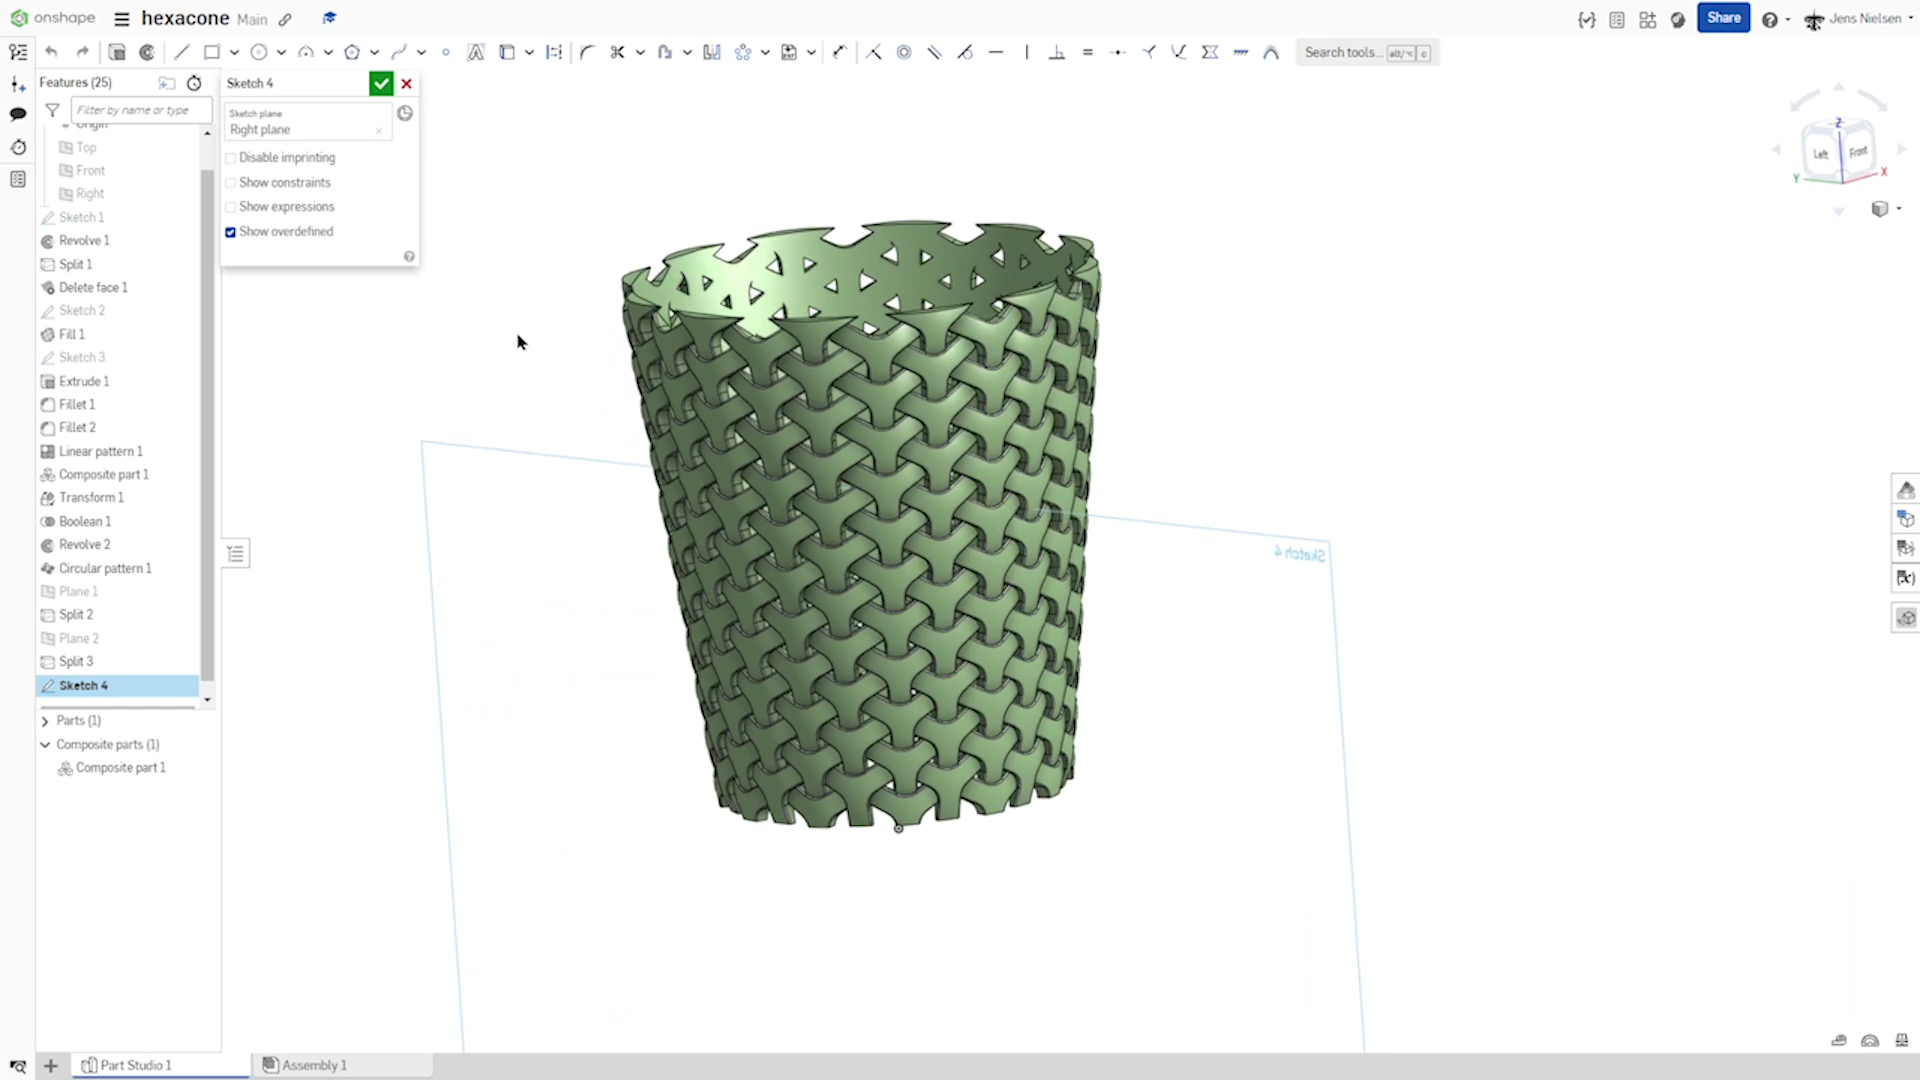 onshape
hexacone Main
Share
Jens Nielsen
Search tools... alt/⌥ c
Features (25)
Filter by name or type
Origin
Top
Front
Right
Sketch 1
Revolve 1
Split 1
Delete face 1
Sketch 2
Fill 1
Sketch 3
Extrude 1
Fillet 1
Fillet 2
Linear pattern 1
Composite part 1
Transform 1
Boolean 1
Revolve 2
Circular pattern 1
Plane 1
Split 2
Plane 2
Split 3
Sketch 4
Parts (1)
Composite parts (1)
Composite part 1
Sketch 4
Sketch plane
Right plane
Disable imprinting
Show constraints
Show expressions
Show overdefined
Z
Left
Front
Y
X
Sketch 4
(x)
Part Studio 1
Assembly 1